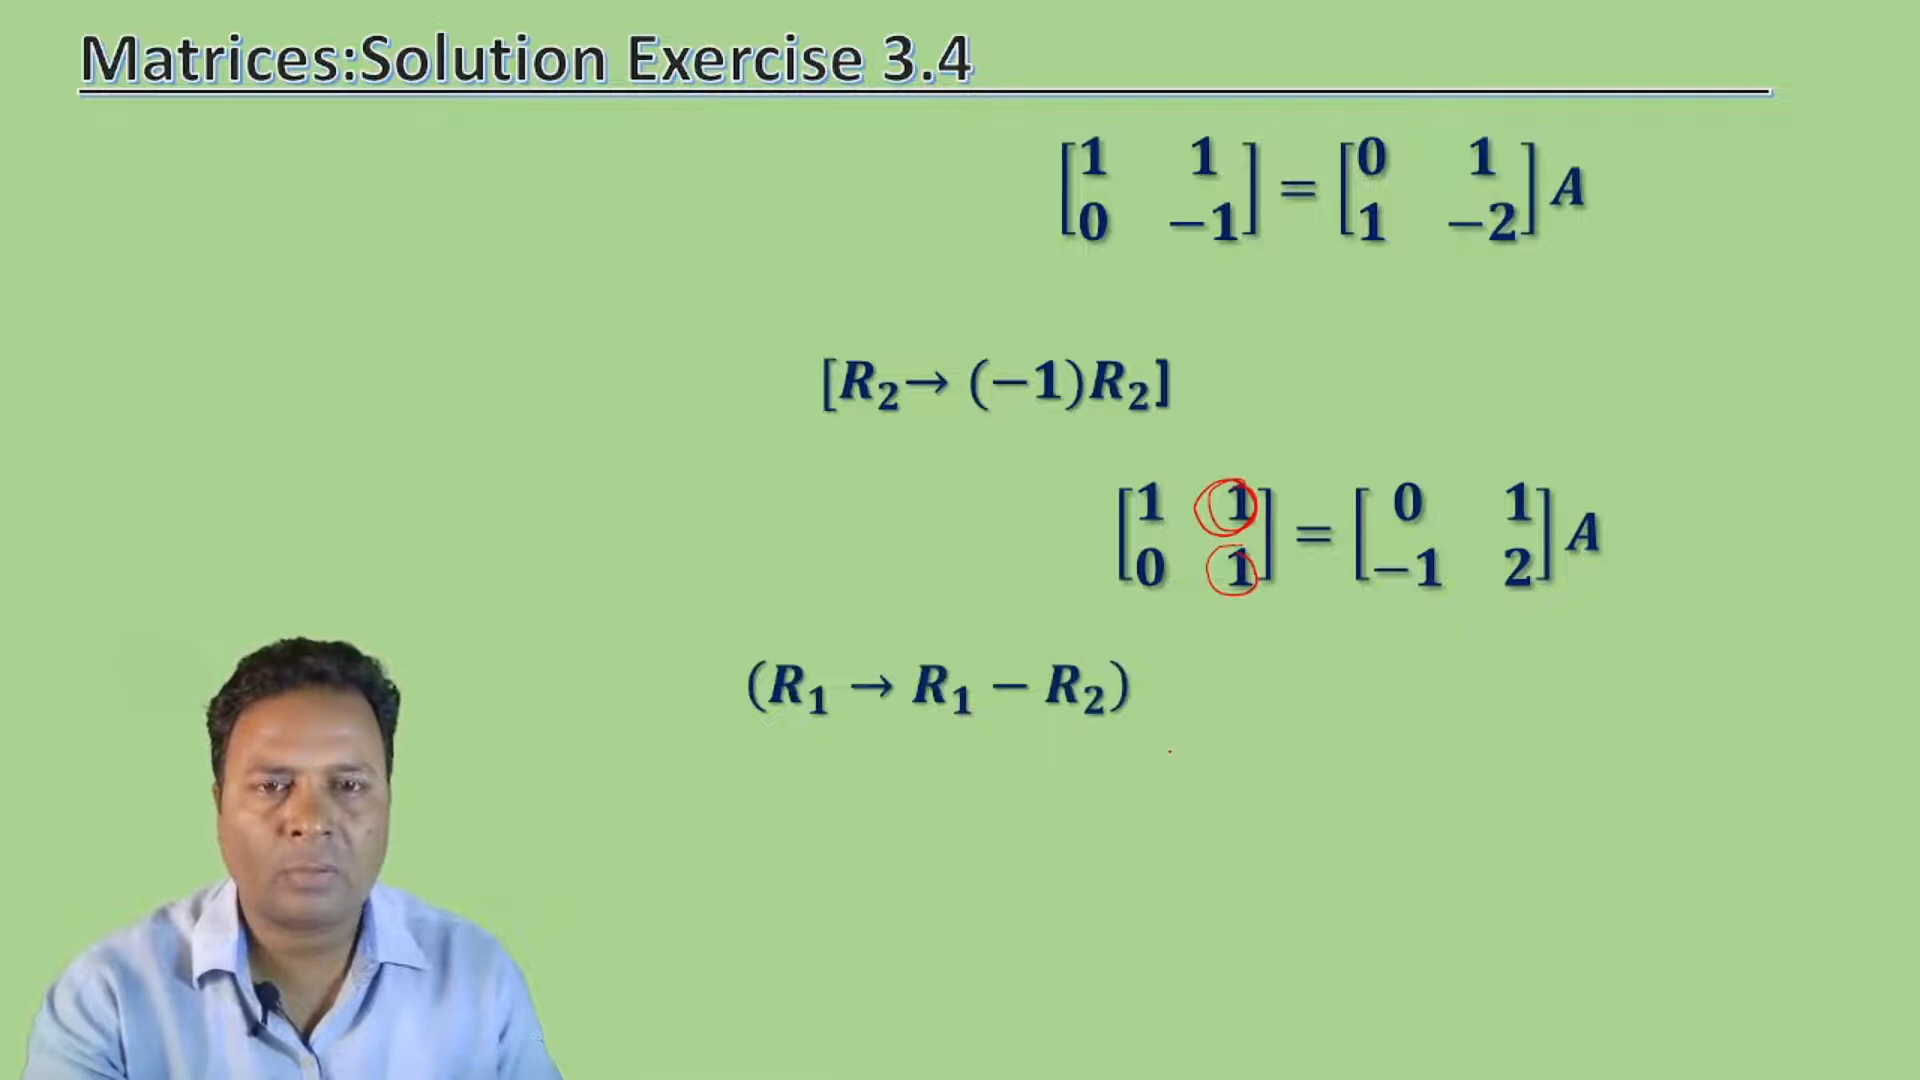 Matrices:Solution Exercise 3.4
[1 1
0 −1] = [0 1
1 −2] A
[R₂→ (−1)R₂]
[1 1
0 1] = [0 1
−1 2] A
(R₁ → R₁ − R₂)